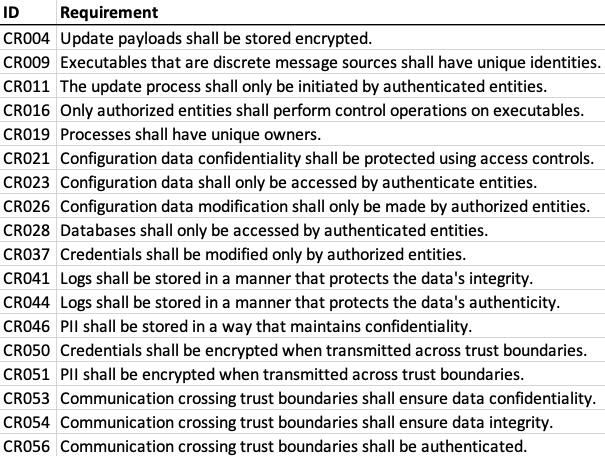 ID Requirement
CR004 Update payloads shall be stored encrypted.
CR009 Executables that are discrete message sources shall have unique identities.
CR011 The update process shall only be initiated by authenticated entities.
CR016 Only authorized entities shall perform control operations on executables.
CR019 Processes shall have unique owners.
CR021 Configuration data confidentiality shall be protected using access controls.
CR023 Configuration data shall only be accessed by authenticate entities.
CR026 Configuration data modification shall only be made by authorized entities.
CR028 Databases shall only be accessed by authenticated entities.
CR037 Credentials shall be modified only by authorized entities.
CR041 Logs shall be stored in a manner that protects the data's integrity.
CR044 Logs shall be stored in a manner that protects the data's authenticity.
CR046 PII shall be stored in a way that maintains confidentiality.
CR050 Credentials shall be encrypted when transmitted across trust boundaries.
CR051 PII shall be encrypted when transmitted across trust boundaries.
CR053 Communication crossing trust boundaries shall ensure data confidentiality.
CR054 Communication crossing trust boundaries shall ensure data integrity.
CR056 Communication crossing trust boundaries shall be authenticated.